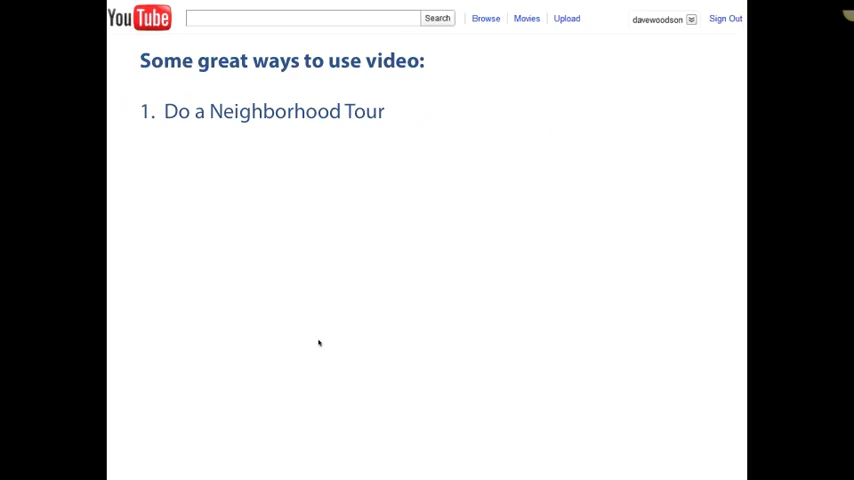 YouTube Search Browse Movies Upload davewoodson Sign Out
Some great ways to use video:
1. Do a Neighborhood Tour